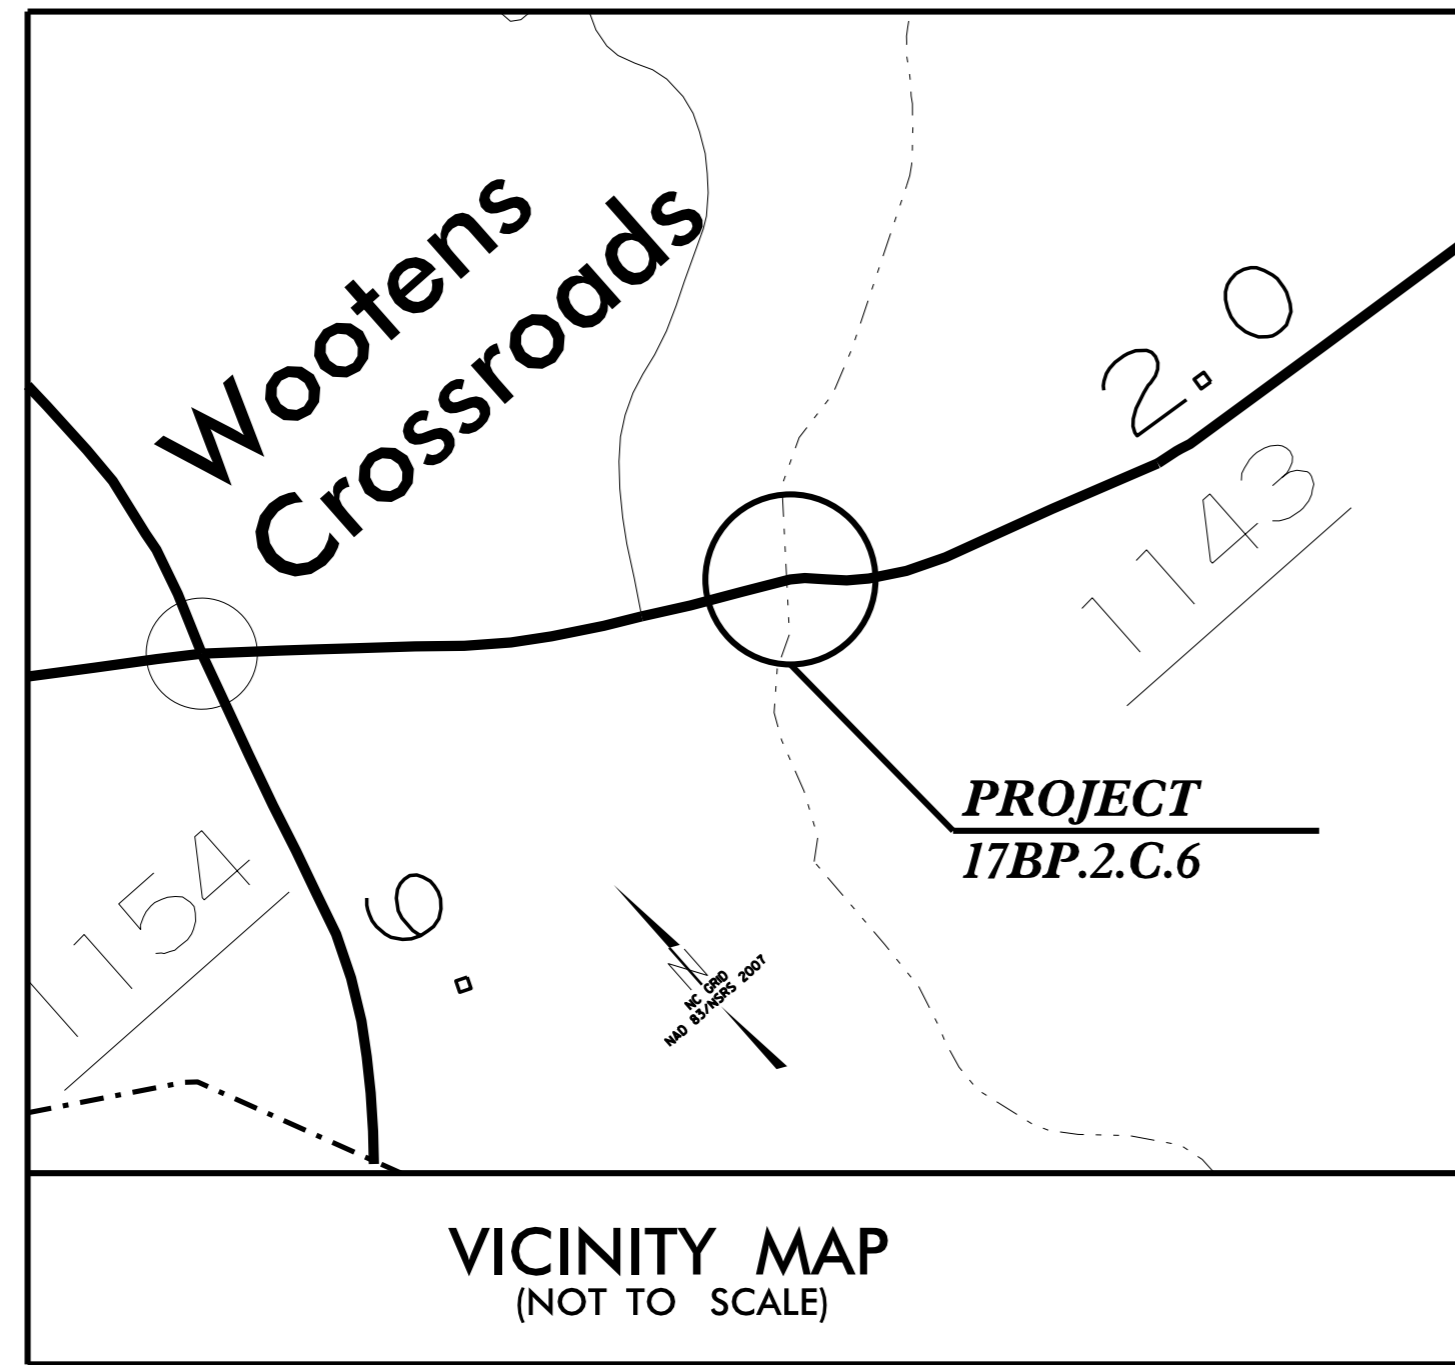 Wootens
Crossroads
2.0
1143
PROJECT
17BP.2.C.6
1154
.9
N
NC GRID
NAD 83/NSRS 2007
VICINITY MAP
(NOT TO SCALE)